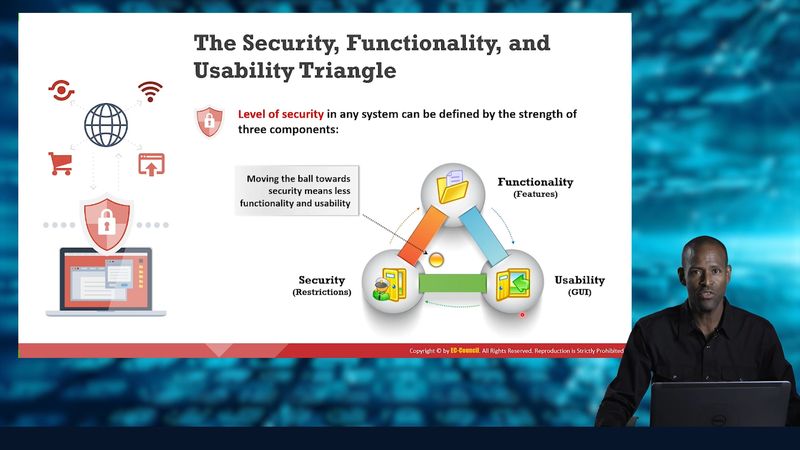 The Security, Functionality, and
Usability Triangle
Level of security in any system can be defined by the strength of
three components:
Moving the ball towards
security means less
functionality and usability
Functionality
(Features)
Security
(Restrictions)
Usability
(GUI)
Copyright © by EC-Council. All Rights Reserved. Reproduction is Strictly Prohibited
DELL